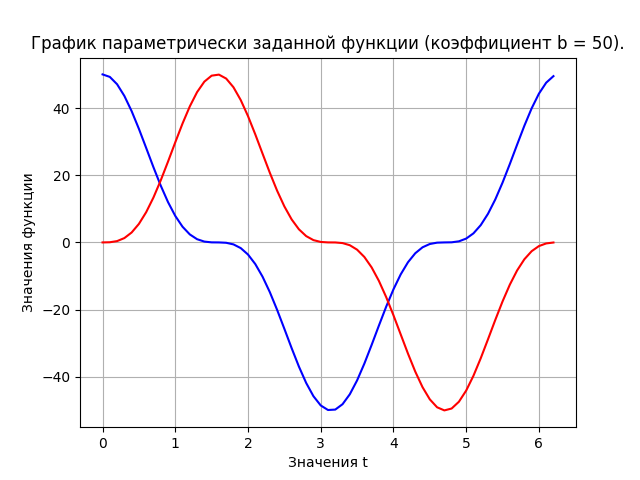 График параметрически заданной функции (коэффициент b = 50).
Значения функции
40
20
0
−20
−40
0 1 2 3 4 5 6
Значения t